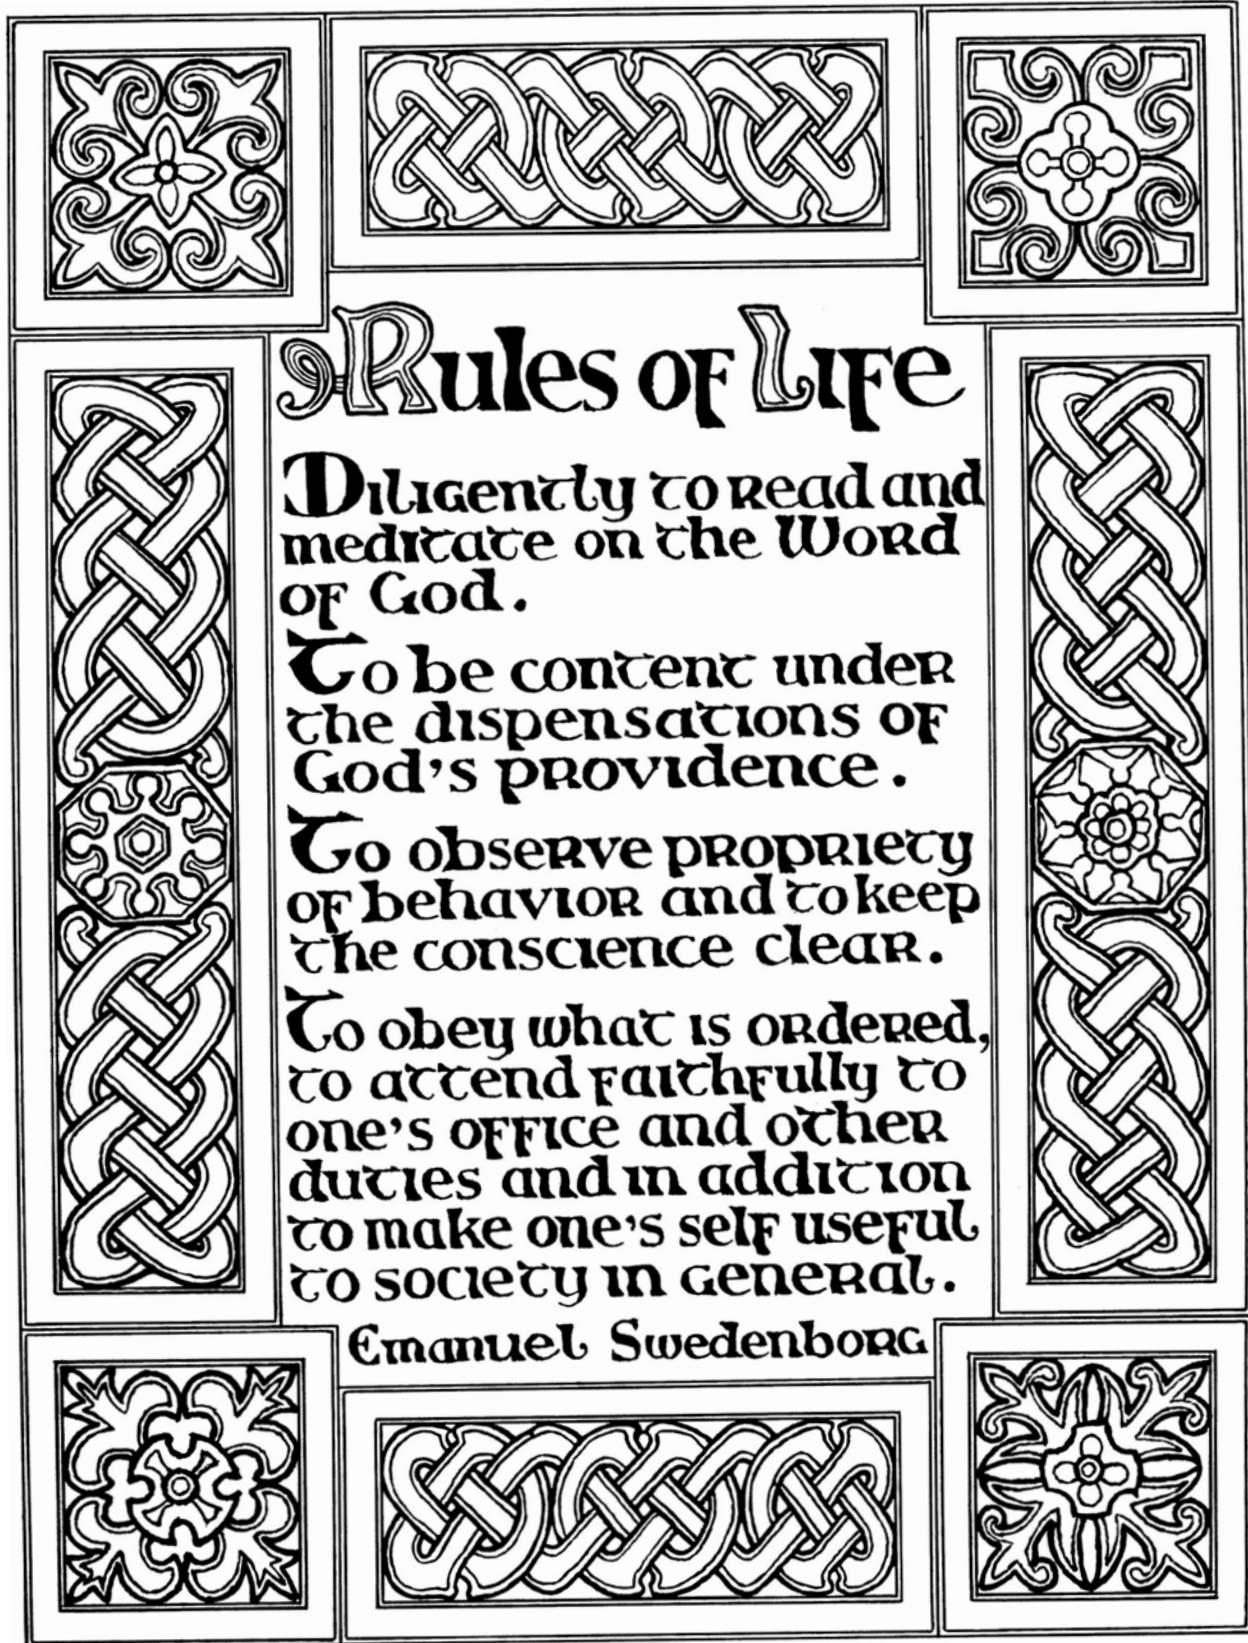 Rules of Life
Diligently to read and
meditate on the Word
of God.
To be content under
the dispensations of
God's providence.
To observe propriety
of behavior and to keep
the conscience clear.
To obey what is ordered,
to attend faithfully to
one's office and other
duties and in addition
to make one's self useful
to society in general.
Emanuel Swedenborg